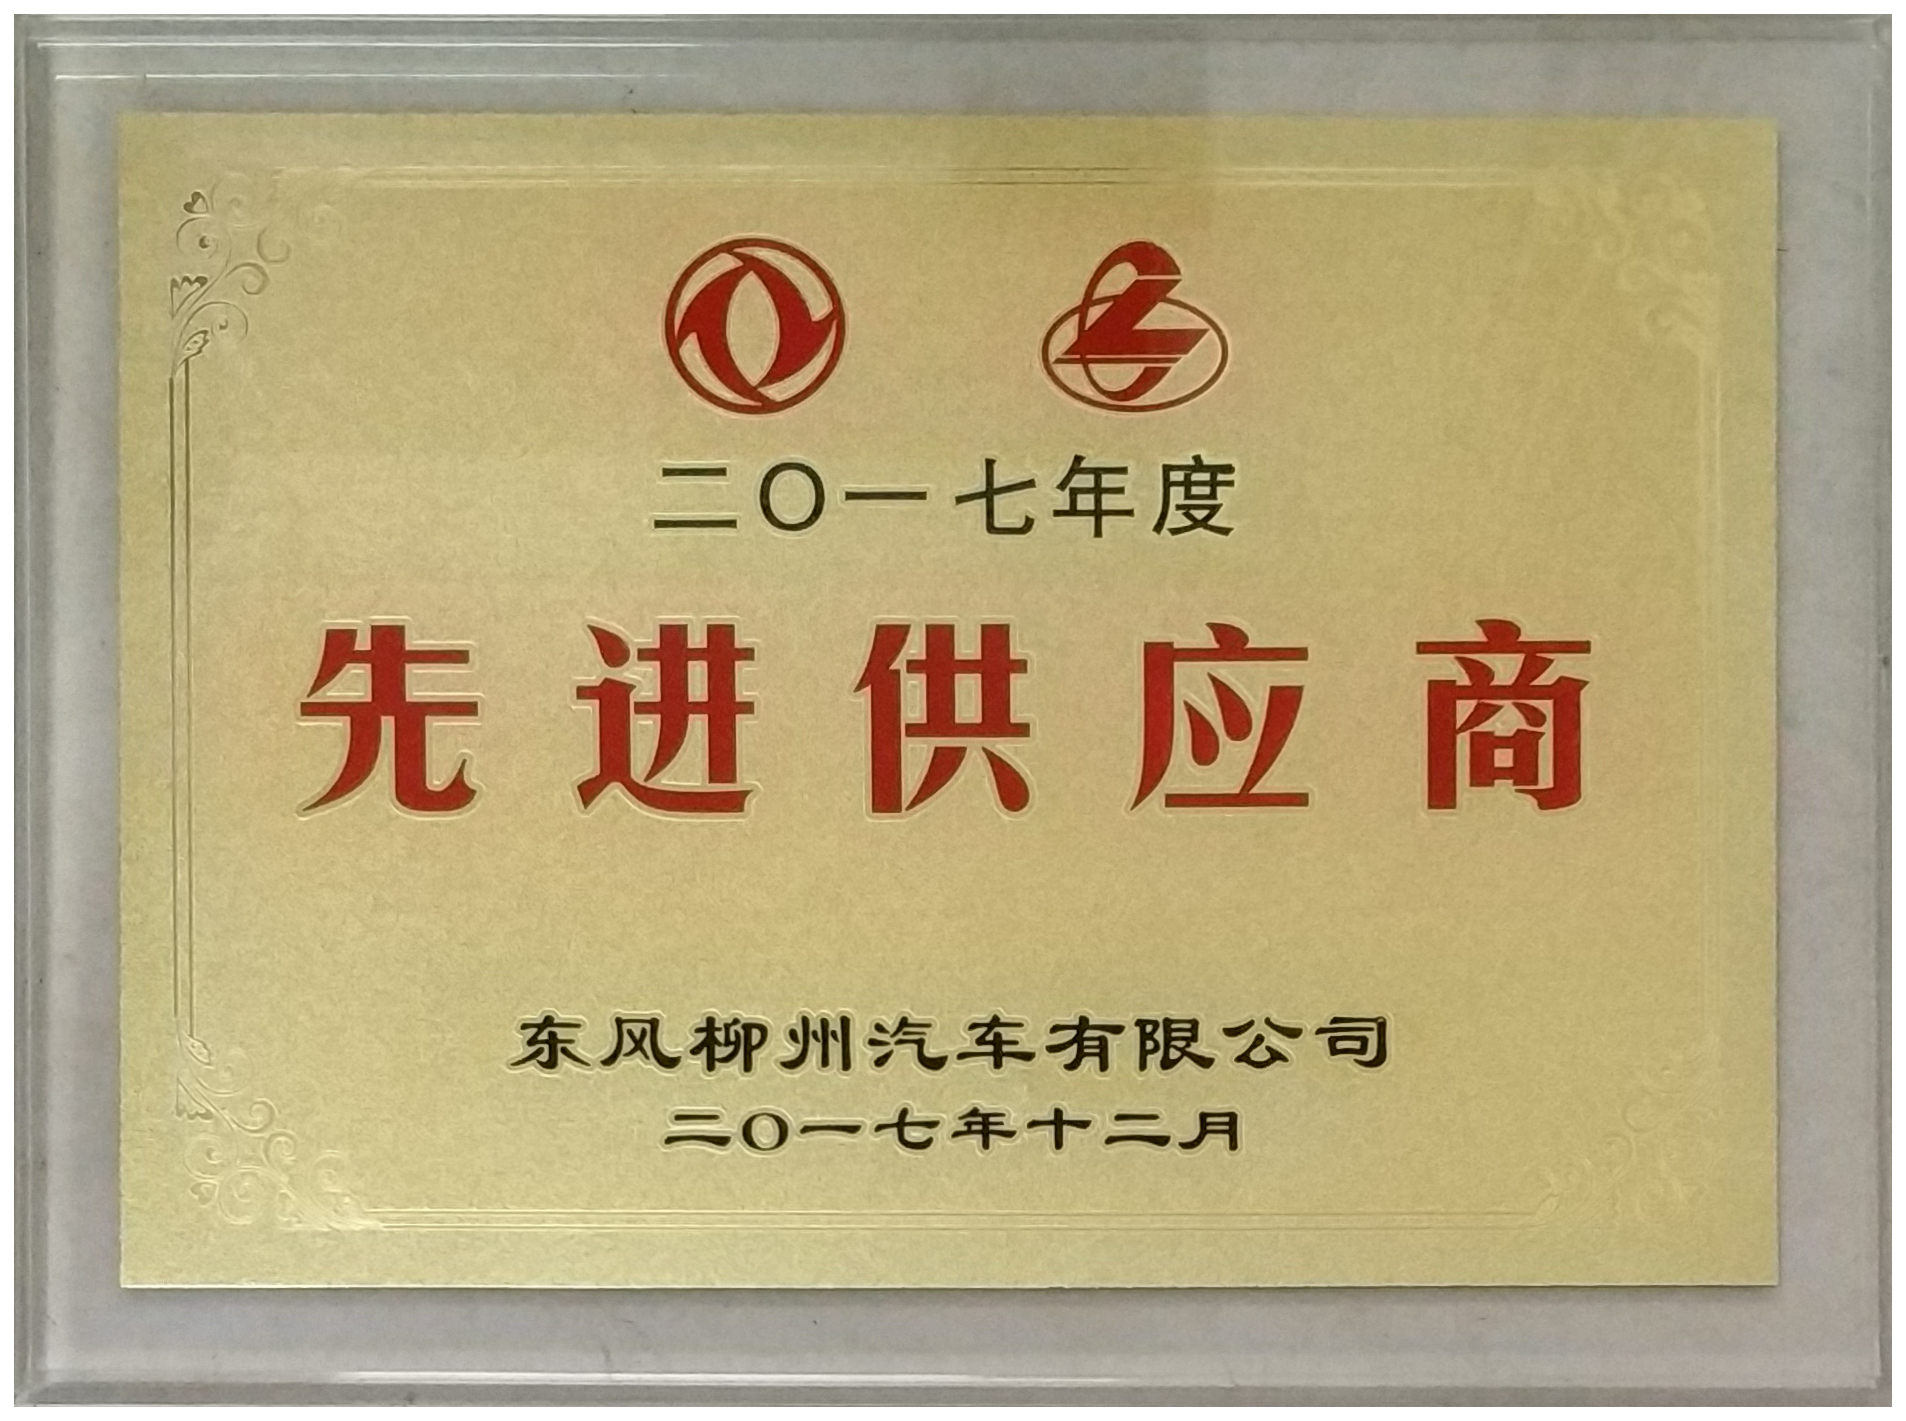 二〇一七年度
先进供应商
东风柳州汽车有限公司
二〇一七年十二月